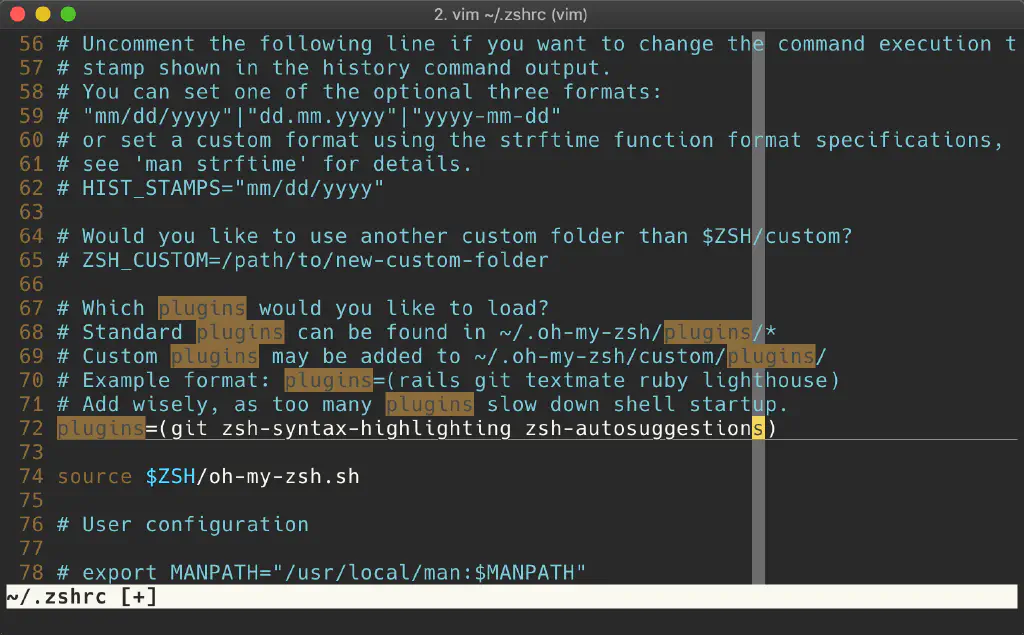 2. vim ~/.zshrc (vim)
56 # Uncomment the following line if you want to change the command execution t
57 # stamp shown in the history command output.
58 # You can set one of the optional three formats:
59 # "mm/dd/yyyy"|"dd.mm.yyyy"|"yyyy-mm-dd"
60 # or set a custom format using the strftime function format specifications,
61 # see 'man strftime' for details.
62 # HIST_STAMPS="mm/dd/yyyy"
63
64 # Would you like to use another custom folder than $ZSH/custom?
65 # ZSH_CUSTOM=/path/to/new-custom-folder
66
67 # Which plugins would you like to load?
68 # Standard plugins can be found in ~/.oh-my-zsh/plugins/*
69 # Custom plugins may be added to ~/.oh-my-zsh/custom/plugins/
70 # Example format: plugins=(rails git textmate ruby lighthouse)
71 # Add wisely, as too many plugins slow down shell startup.
72 plugins=(git zsh-syntax-highlighting zsh-autosuggestions)
73
74 source $ZSH/oh-my-zsh.sh
75
76 # User configuration
77
78 # export MANPATH="/usr/local/man:$MANPATH"
~/.zshrc [+]